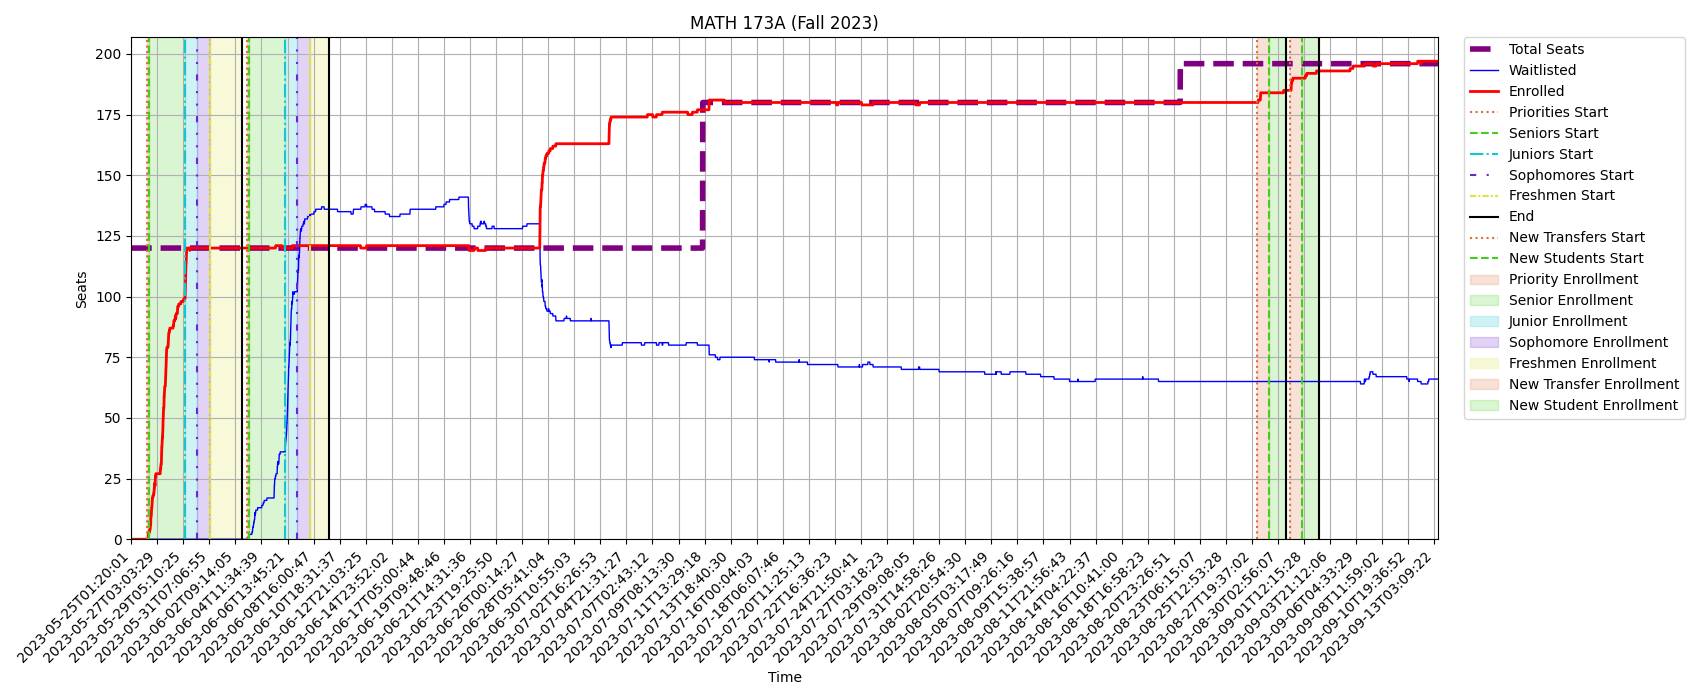 MATH 173A (Fall 2023)
Seats
200
175
150
125
100
75
50
25
0
2023-05-25T01:20:01
2023-05-27T03:03:29
2023-05-29T05:10:25
2023-05-31T07:06:55
2023-06-02T09:14:05
2023-06-04T11:34:39
2023-06-06T13:45:21
2023-06-08T16:00:47
2023-06-10T18:31:37
2023-06-12T21:03:25
2023-06-14T23:52:02
2023-06-17T05:00:44
2023-06-19T09:48:46
2023-06-21T14:31:36
2023-06-23T19:25:50
2023-06-26T00:14:27
2023-06-28T05:41:04
2023-06-30T10:55:03
2023-07-02T16:26:53
2023-07-04T21:31:27
2023-07-07T02:43:12
2023-07-09T08:13:30
2023-07-11T13:29:18
2023-07-13T18:40:30
2023-07-16T00:04:03
2023-07-18T06:07:46
2023-07-20T11:25:13
2023-07-22T16:36:23
2023-07-24T21:50:41
2023-07-27T03:18:23
2023-07-29T09:08:05
2023-07-31T14:58:26
2023-08-02T20:54:30
2023-08-05T03:17:49
2023-08-07T09:26:16
2023-08-09T15:38:57
2023-08-11T21:56:43
2023-08-14T04:22:37
2023-08-16T10:41:00
2023-08-18T16:58:23
2023-08-20T23:26:51
2023-08-23T06:15:07
2023-08-25T12:53:28
2023-08-27T19:37:02
2023-08-30T02:56:07
2023-09-01T12:15:28
2023-09-03T21:12:06
2023-09-06T04:33:29
2023-09-08T11:59:02
2023-09-10T19:36:52
2023-09-13T03:09:22
Time
Total Seats
Waitlisted
Enrolled
Priorities Start
Seniors Start
Juniors Start
Sophomores Start
Freshmen Start
End
New Transfers Start
New Students Start
Priority Enrollment
Senior Enrollment
Junior Enrollment
Sophomore Enrollment
Freshmen Enrollment
New Transfer Enrollment
New Student Enrollment